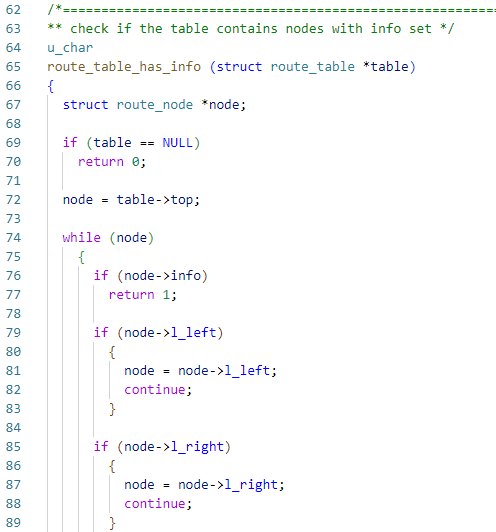 62 /*=========================================================
63 ** check if the table contains nodes with info set */
64 u_char
65 route_table_has_info (struct route_table *table)
66 {
67 struct route_node *node;
68
69 if (table == NULL)
70 return 0;
71
72 node = table->top;
73
74 while (node)
75 {
76 if (node->info)
77 return 1;
78
79 if (node->l_left)
80 {
81 node = node->l_left;
82 continue;
83 }
84
85 if (node->l_right)
86 {
87 node = node->l_right;
88 continue;
89 }